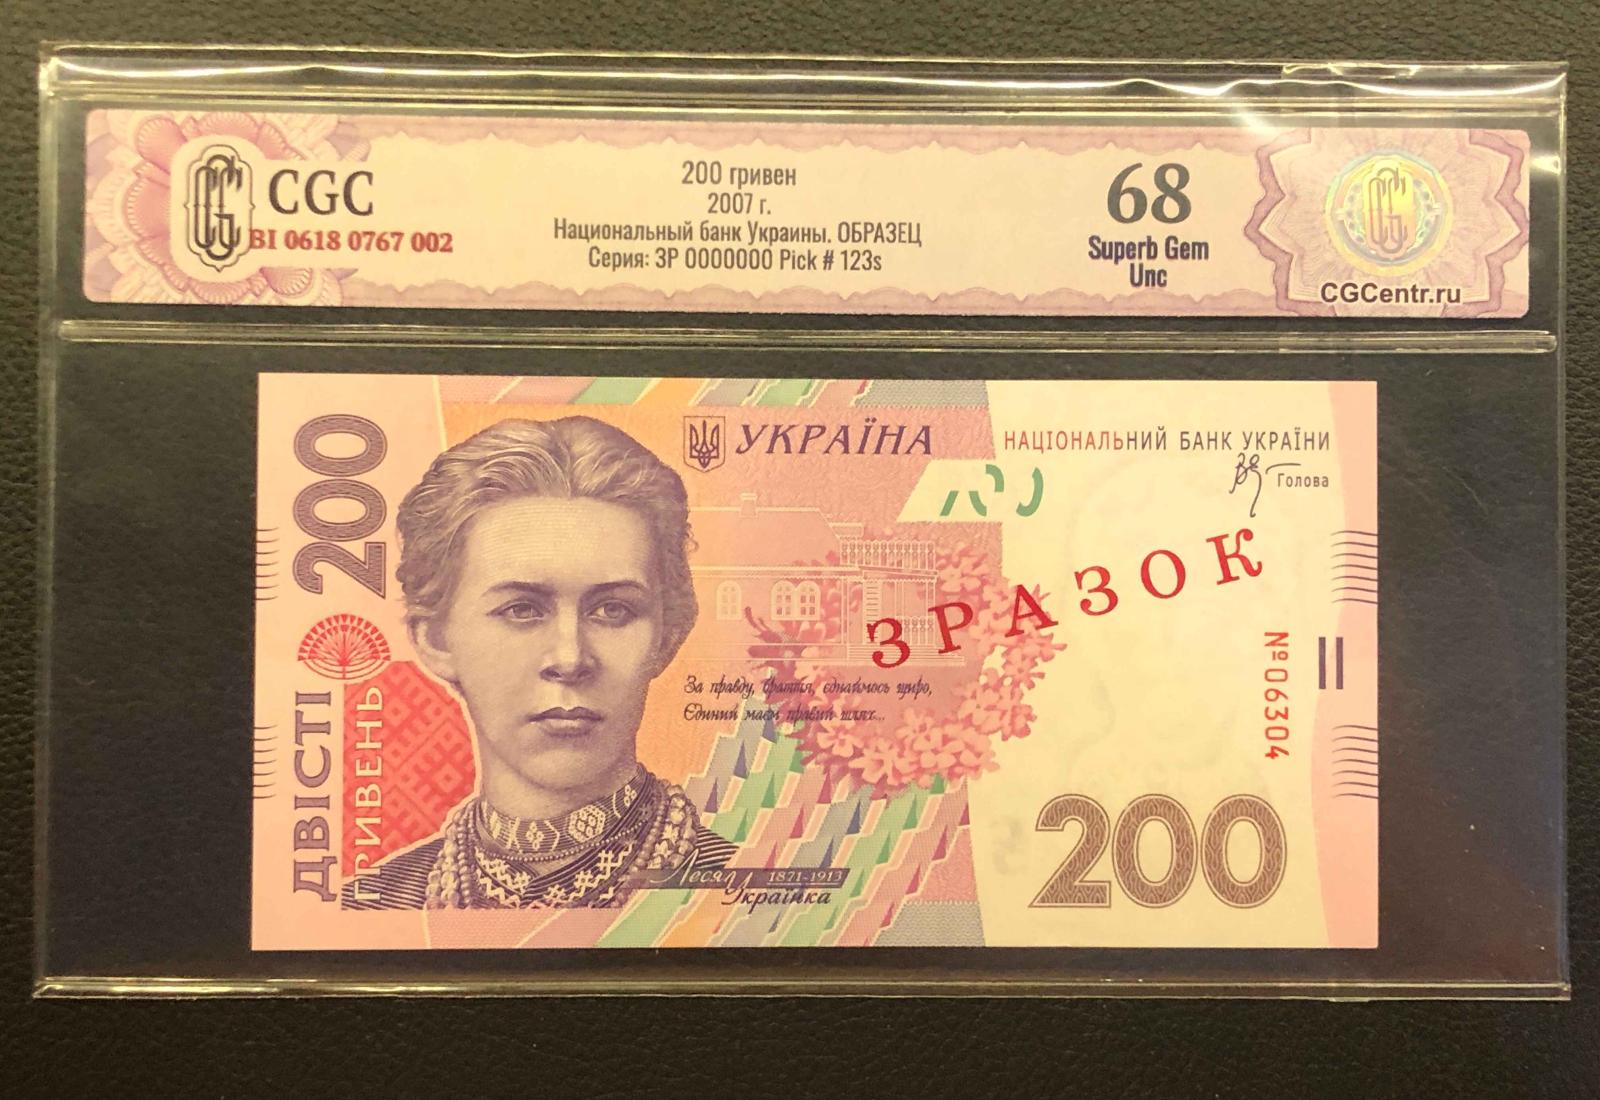 CGC
BI 0618 0767 002
200 гривен
2007 г.
Национальный банк Украины. ОБРАЗЕЦ
Серия: ЗР 0000000 Pick # 123s
68
Superb Gem
Unc
CGCentr.ru
200
ДВІСТІ
ГРИВЕНЬ
УКРАЇНА
НАЦІОНАЛЬНИЙ БАНК УКРАЇНИ
Голова
ЗРАЗОК
За правду, браття, єднаймось щиро,
Єдиний маєм правий шлях...
№06304
Леся 1871-1913
Українка
200